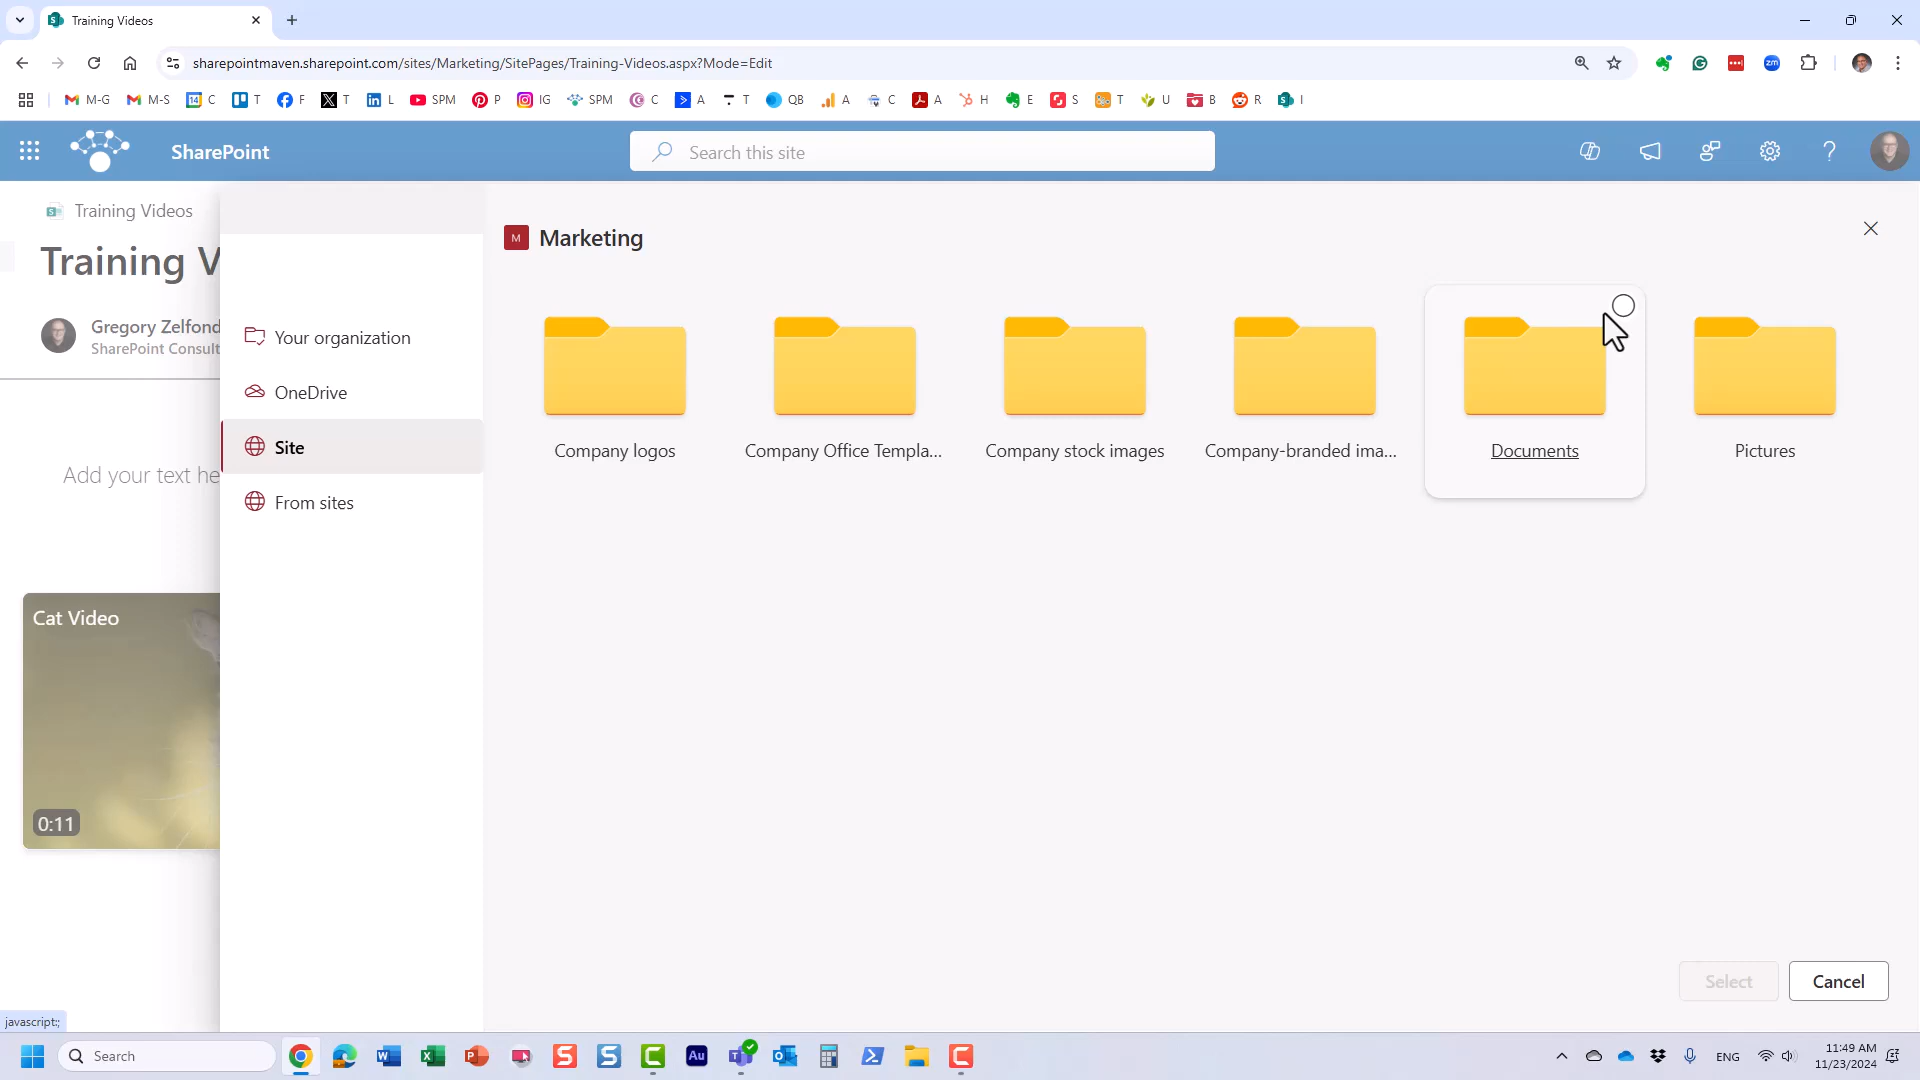 Training Videos
sharepointmaven.sharepoint.com/sites/Marketing/SitePages/Training-Videos.aspx?Mode=Edit
M-G M-S C T F T L SPM P IG SPM C A T QB A C A H E S T U B R I
SharePoint
Search this site
Training Videos
Training V
Gregory Zelfond
SharePoint Consult
Add your text he
Cat Video
0:11
Your organization
OneDrive
Site
From sites
M Marketing
Company logos
Company Office Templa...
Company stock images
Company-branded ima...
Documents
Pictures
Select
Cancel
javascript:;
Search
ENG
11:49 AM
11/23/2024